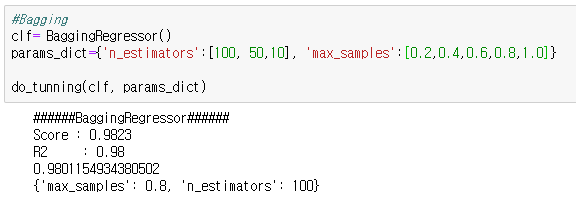 #Bagging
clf= BaggingRegressor()
params_dict={'n_estimators':[100, 50,10], 'max_samples':[0.2,0.4,0.6,0.8,1.0]}
do_tunning(clf, params_dict)
######BaggingRegressor######
Score : 0.9823
R2    : 0.98
0.9801154934380502
{'max_samples': 0.8, 'n_estimators': 100}